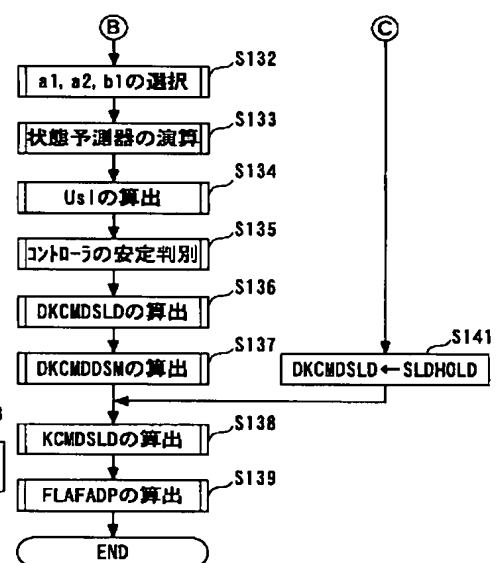 B
C
S132
a1, a2, b1の選択
S133
状態予測器の演算
S134
Uslの算出
S135
コントローラの安定判別
S136
DKCMDSLDの算出
S137
DKCMDDSMの算出
S141
DKCMDSLD←SLDHOLD
S138
KCMDSLDの算出
S139
FLAFADPの算出
END